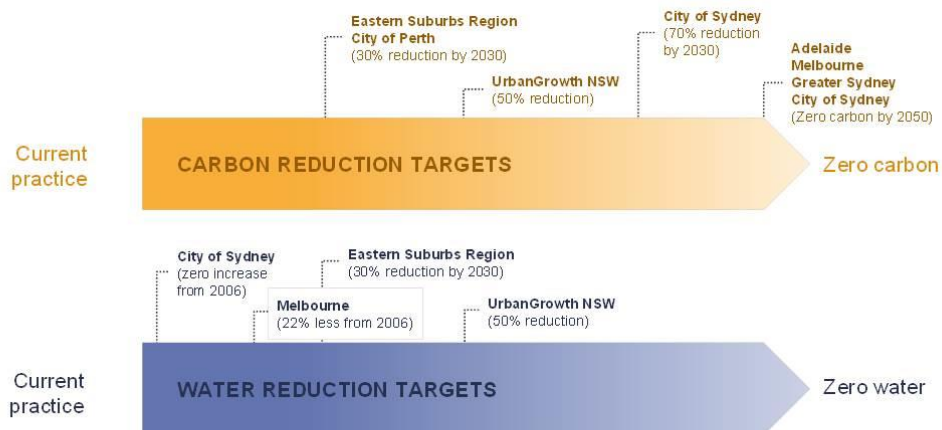 Eastern Suburbs Region
City of Perth
(30% reduction by 2030)
UrbanGrowth NSW
(50% reduction)
City of Sydney
(70% reduction
by 2030)
Adelaide
Melbourne
Greater Sydney
City of Sydney
(Zero carbon by 2050)
Current
practice
CARBON REDUCTION TARGETS
Zero carbon
City of Sydney
(zero increase
from 2006)
Melbourne
(22% less from 2006)
Eastern Suburbs Region
(30% reduction by 2030)
UrbanGrowth NSW
(50% reduction)
Current
practice
WATER REDUCTION TARGETS
Zero water